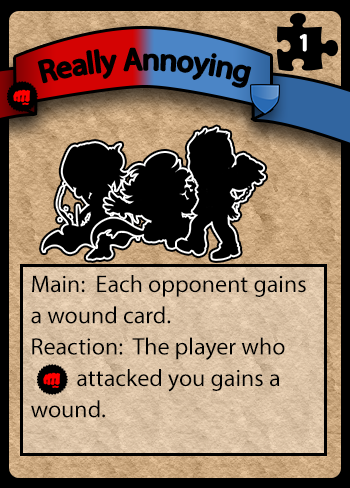 1
Really Annoying
Main: Each opponent gains
a wound card.
Reaction: The player who
attacked you gains a
wound.